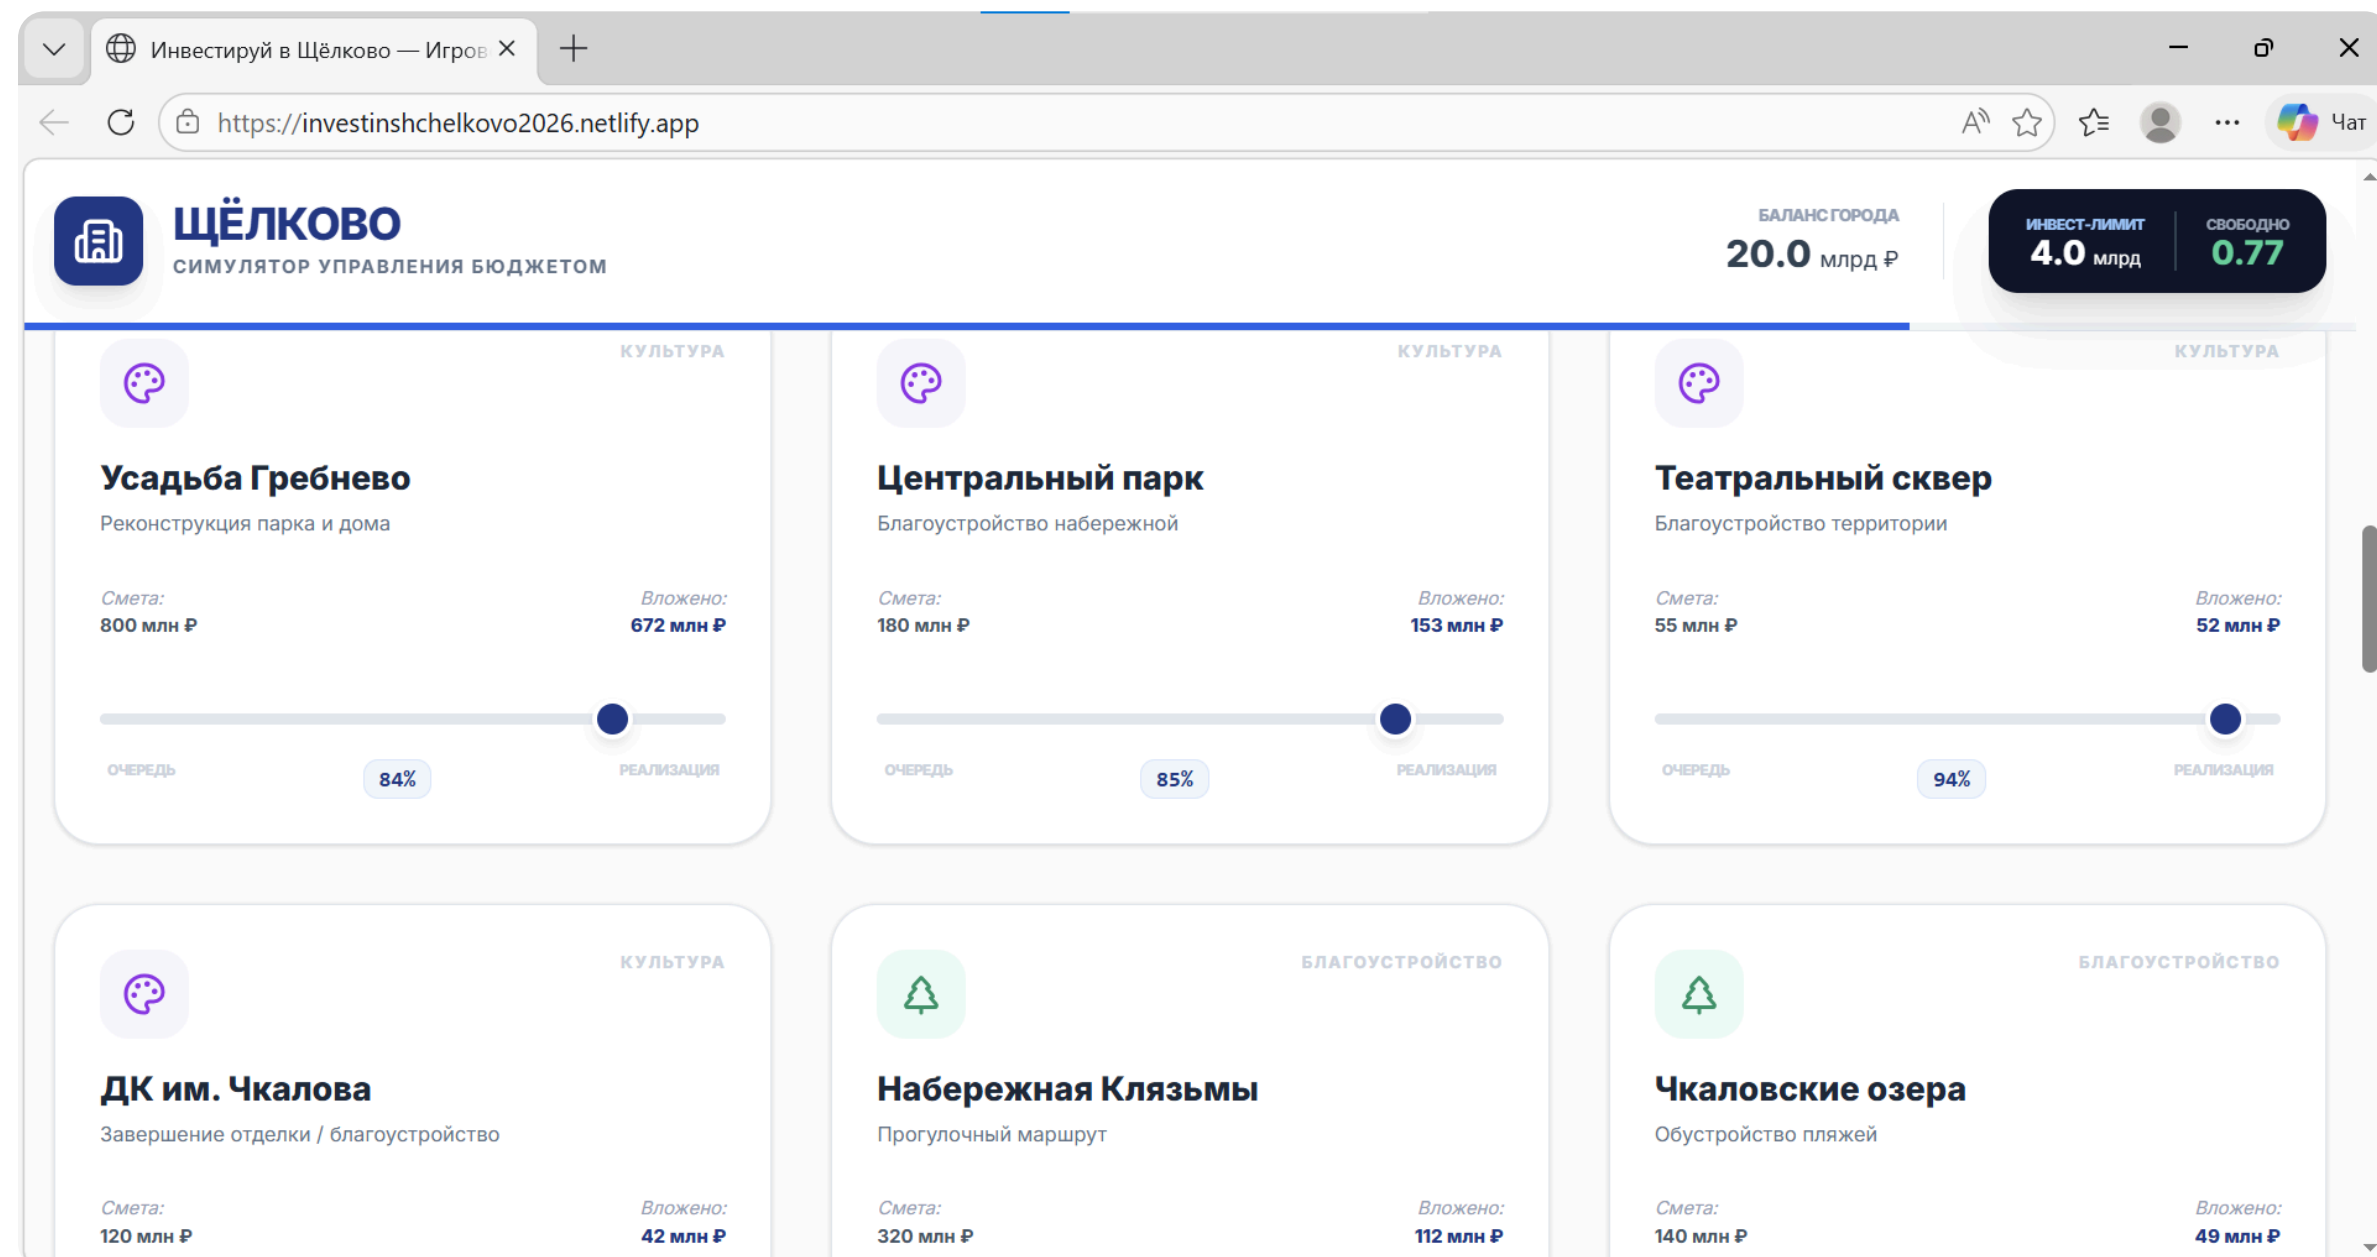 Инвестируй в Щёлково — Игров
https://investinshchelkovo2026.netlify.app
Чат
ЩЁЛКОВО
СИМУЛЯТОР УПРАВЛЕНИЯ БЮДЖЕТОМ
БАЛАНС ГОРОДА
20.0 млрд ₽
ИНВЕСТ-ЛИМИТ
4.0 млрд
СВОБОДНО
0.77
КУЛЬТУРА
Усадьба Гребнево
Реконструкция парка и дома
Смета: Вложено:
800 млн ₽ 672 млн ₽
ОЧЕРЕДЬ 84% РЕАЛИЗАЦИЯ
КУЛЬТУРА
Центральный парк
Благоустройство набережной
Смета: Вложено:
180 млн ₽ 153 млн ₽
ОЧЕРЕДЬ 85% РЕАЛИЗАЦИЯ
КУЛЬТУРА
Театральный сквер
Благоустройство территории
Смета: Вложено:
55 млн ₽ 52 млн ₽
ОЧЕРЕДЬ 94% РЕАЛИЗАЦИЯ
КУЛЬТУРА
ДК им. Чкалова
Завершение отделки / благоустройство
Смета: Вложено:
120 млн ₽ 42 млн ₽
БЛАГОУСТРОЙСТВО
Набережная Клязьмы
Прогулочный маршрут
Смета: Вложено:
320 млн ₽ 112 млн ₽
БЛАГОУСТРОЙСТВО
Чкаловские озера
Обустройство пляжей
Смета: Вложено:
140 млн ₽ 49 млн ₽